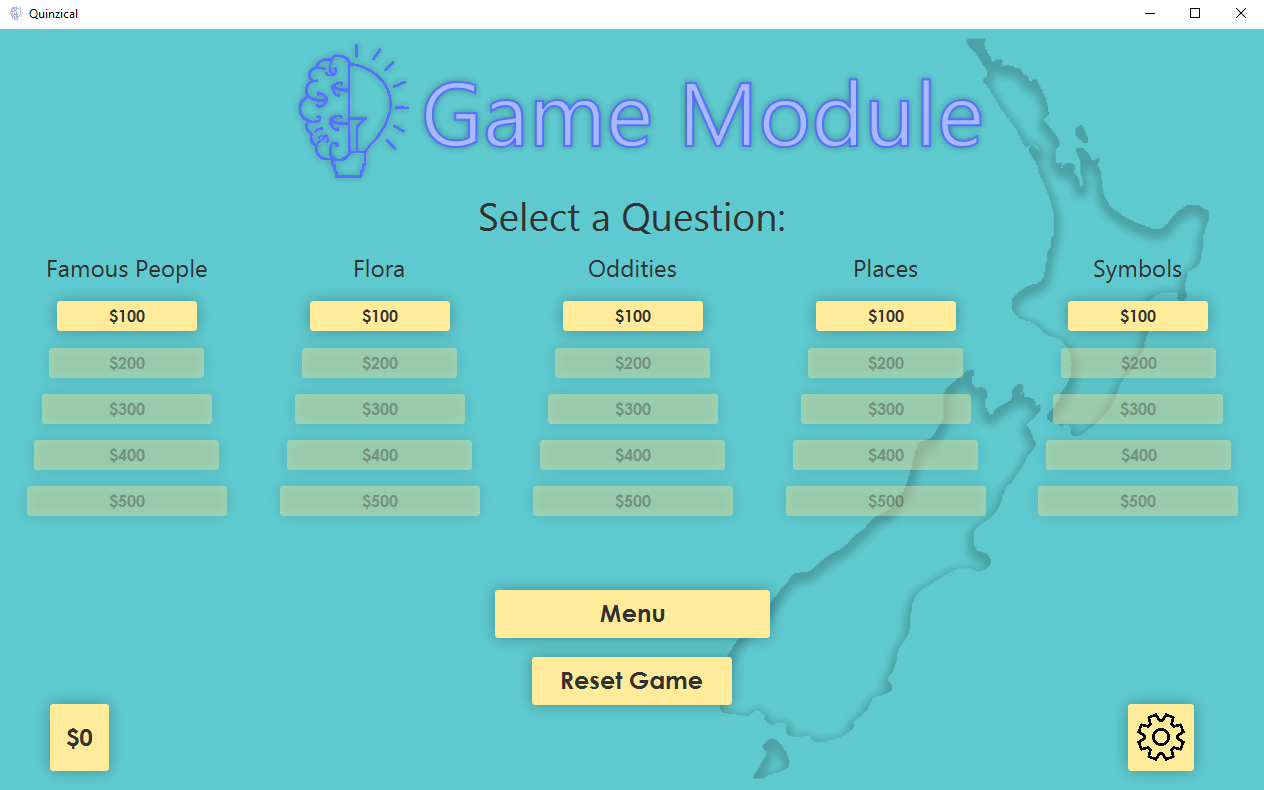 Quinzical
Game Module
Select a Question:
Famous People Flora Oddities Places Symbols
$100 $100 $100 $100 $100
$200 $200 $200 $200 $200
$300 $300 $300 $300 $300
$400 $400 $400 $400 $400
$500 $500 $500 $500 $500
Menu
Reset Game
$0